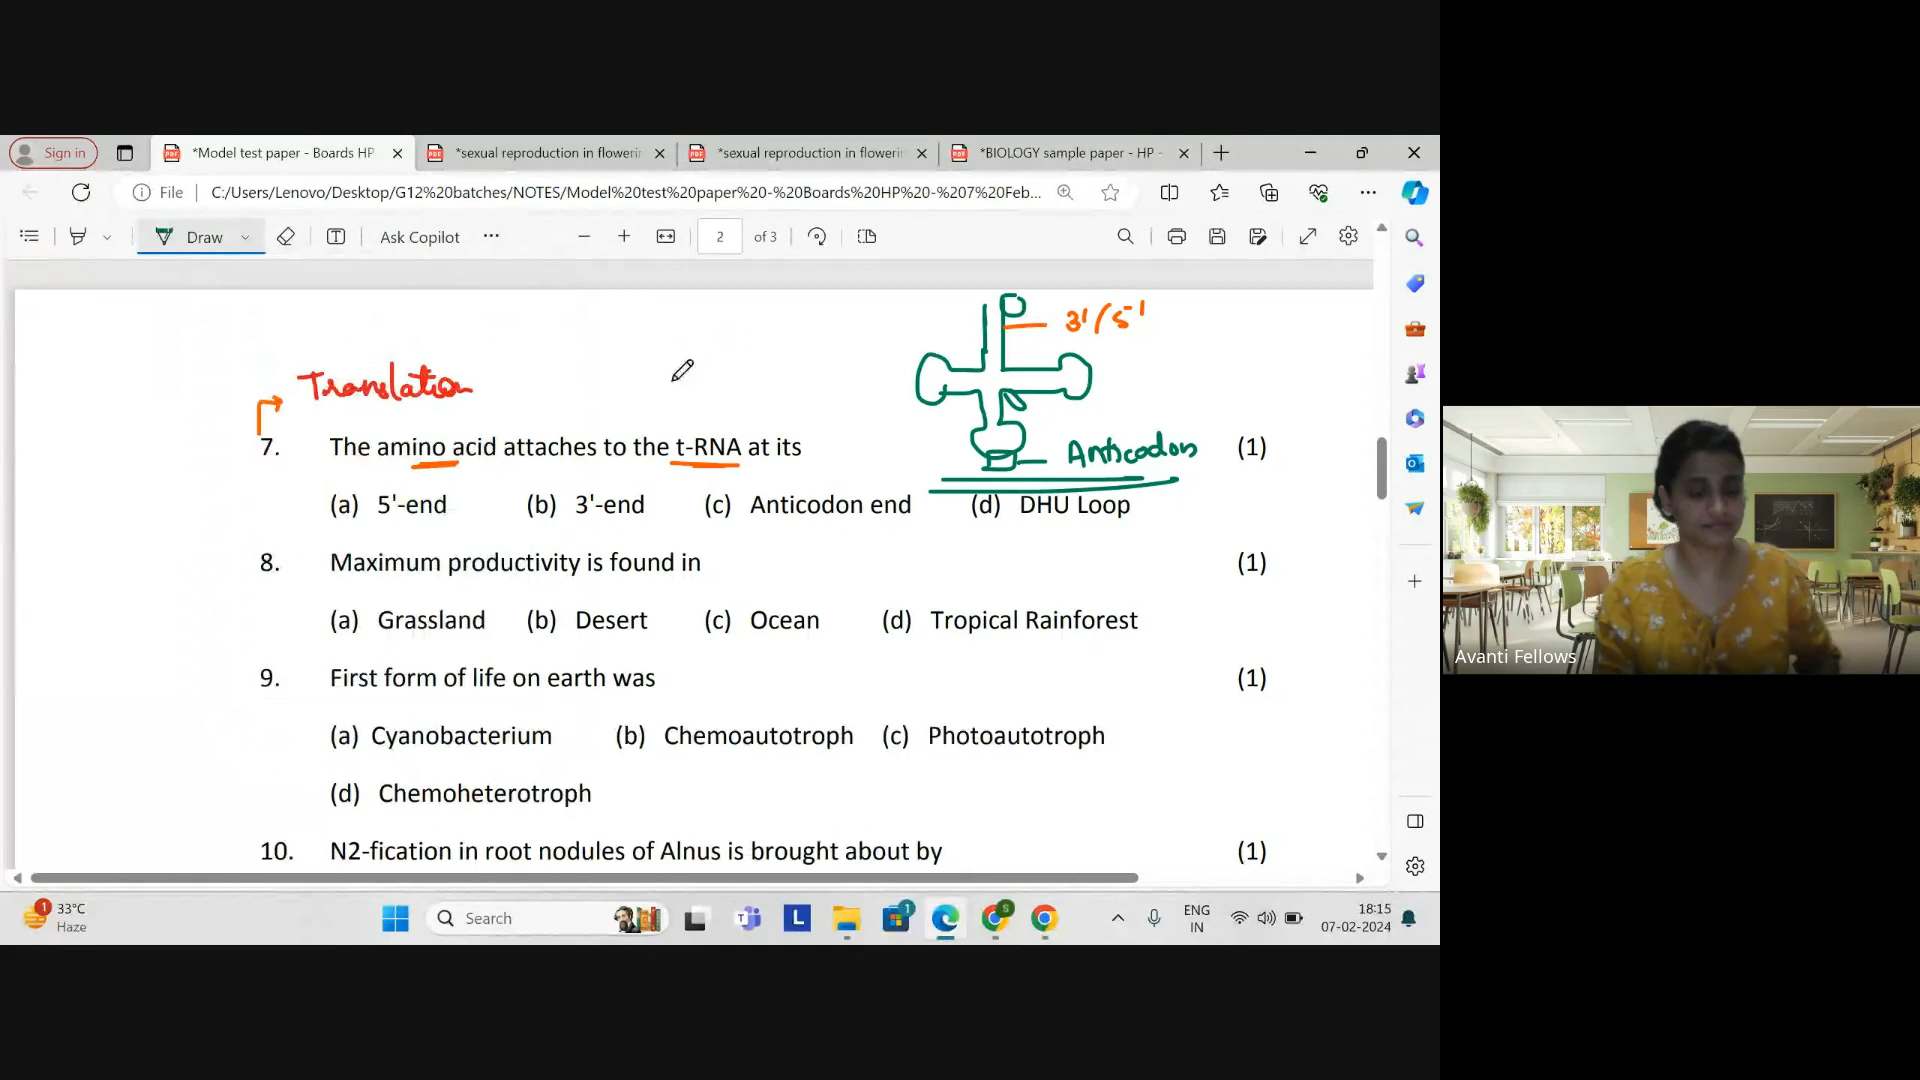 Sign in
*Model test paper - Boards HP
*sexual reproduction in floweri
*sexual reproduction in floweri
*BIOLOGY sample paper - HP -
File
C:/Users/Lenovo/Desktop/G12%20batches/NOTES/Model%20test%20paper%20-%20Boards%20HP%20-%207%20Feb...
Draw
Ask Copilot
2 of 3
3'/5'
Translation
7. The amino acid attaches to the t-RNA at its (1)
Anticodon
(a) 5'-end (b) 3'-end (c) Anticodon end (d) DHU Loop
8. Maximum productivity is found in (1)
(a) Grassland (b) Desert (c) Ocean (d) Tropical Rainforest
9. First form of life on earth was (1)
(a) Cyanobacterium (b) Chemoautotroph (c) Photoautotroph
(d) Chemoheterotroph
10. N2-fication in root nodules of Alnus is brought about by (1)
Avanti Fellows
1
33°C
Haze
Search
L
1
S
ENG
IN
18:15
07-02-2024